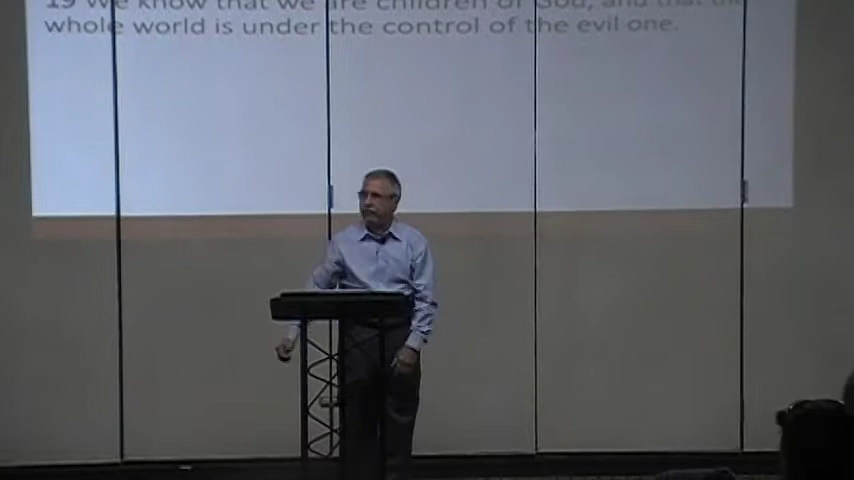 19 We know that we are children of God, and that the
whole world is under the control of the evil one.